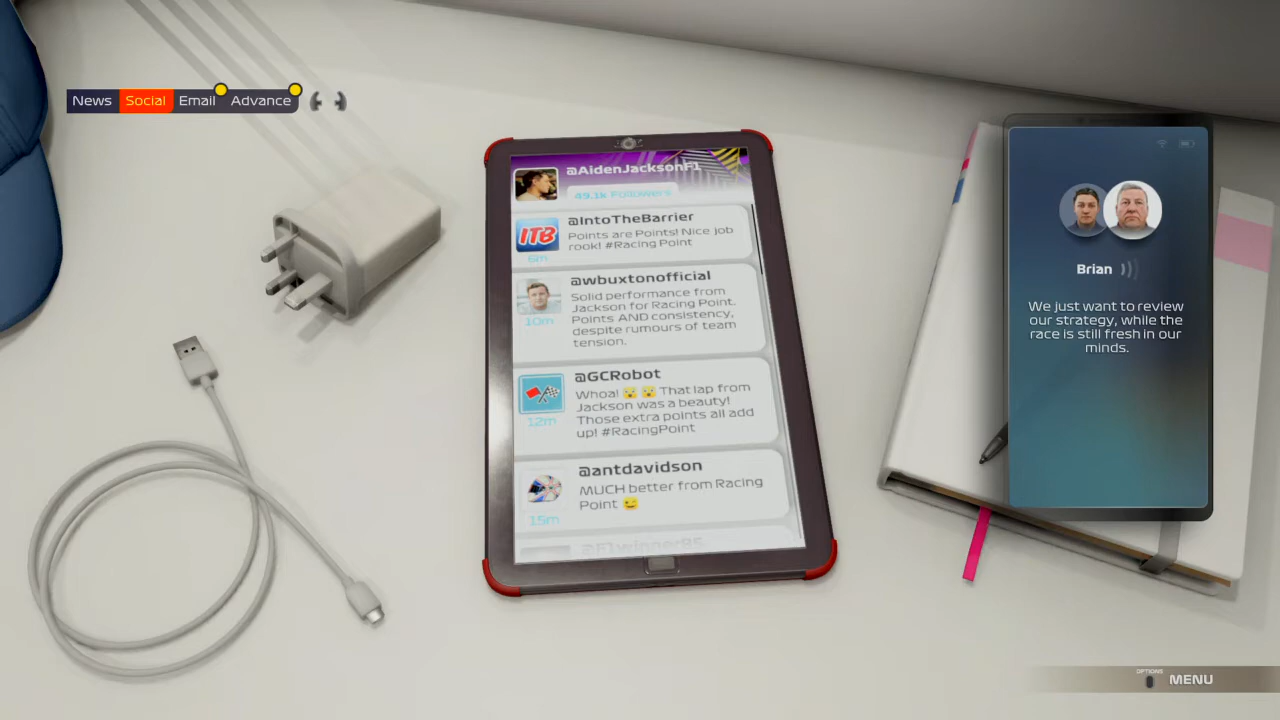 News Social Email Advance
@AidenJacksonF1
49.1k Followers
@IntoTheBarrier
Points are Points! Nice job
rook! #Racing Point
ITB
6m
@wbuxtonofficial
Solid performance from
Jackson for Racing Point.
Points AND consistency,
despite rumours of team
tension.
10m
@GCRobot
Whoa! 😲 😲 That lap from
Jackson was a beauty!
Those extra points all add
up! #RacingPoint
12m
@antdavidson
MUCH better from Racing
Point 😉
15m
Brian
We just want to review
our strategy, while the
race is still fresh in our
minds.
OPTIONS
MENU